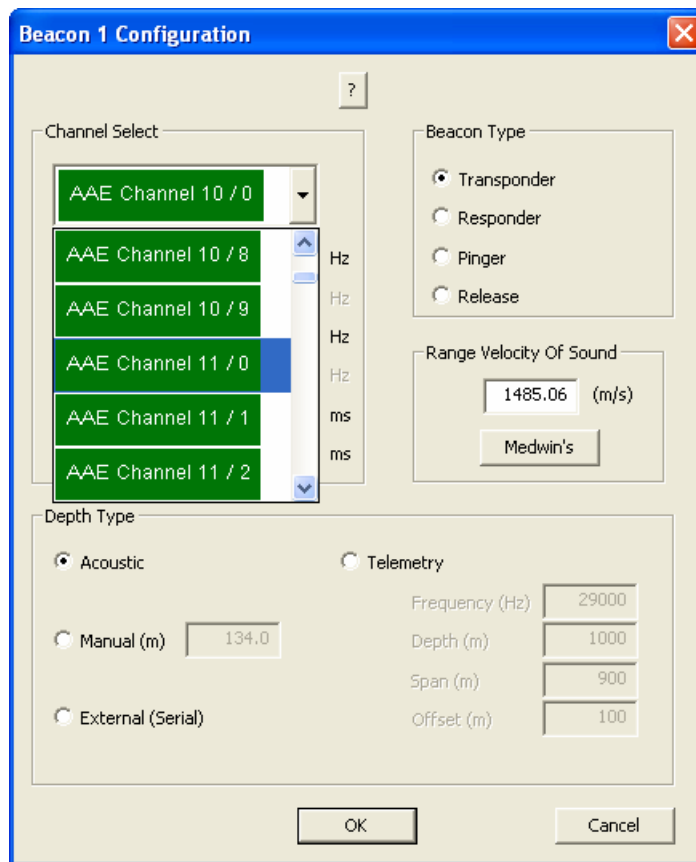 Beacon 1 Configuration
?
Channel Select
AAE Channel 10 / 0
AAE Channel 10 / 8
AAE Channel 10 / 9
AAE Channel 11 / 0
AAE Channel 11 / 1
AAE Channel 11 / 2
Hz
Hz
Hz
Hz
ms
ms
Beacon Type
Transponder
Responder
Pinger
Release
Range Velocity Of Sound
1485.06 (m/s)
Medwin's
Depth Type
Acoustic
Manual (m) 134.0
External (Serial)
Telemetry
Frequency (Hz) 29000
Depth (m) 1000
Span (m) 900
Offset (m) 100
OK
Cancel